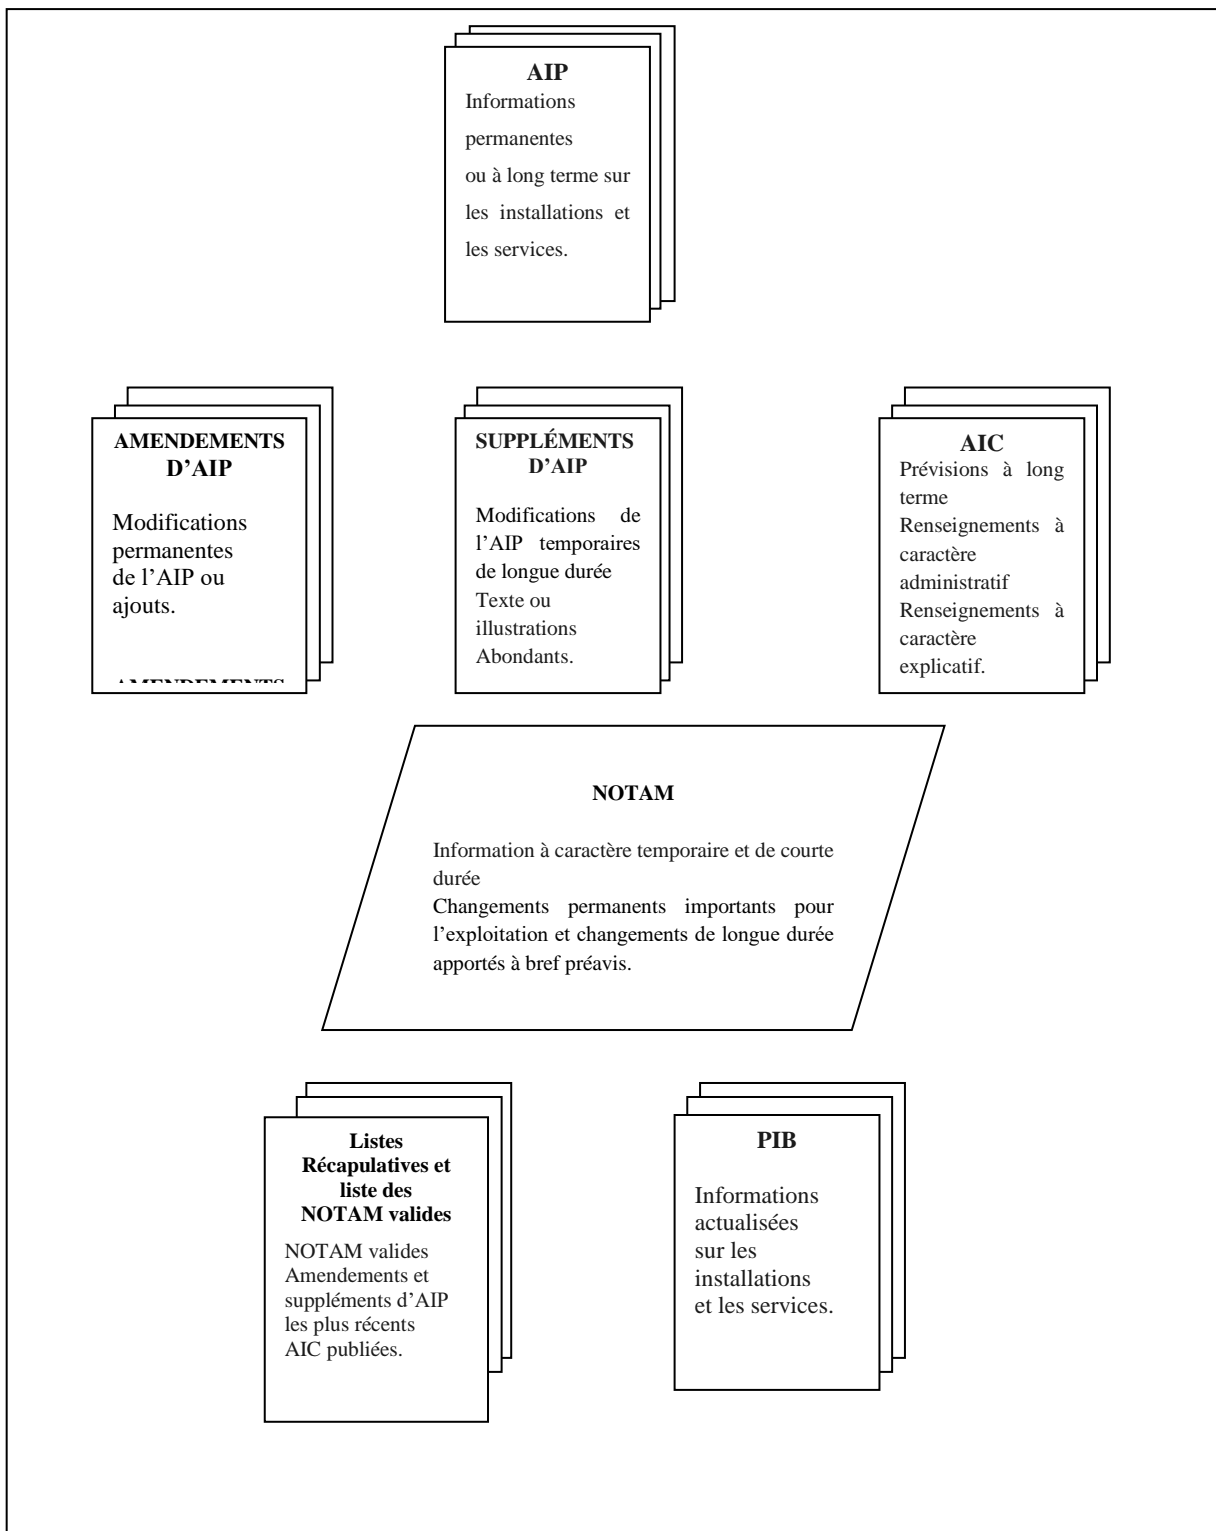 AIP
Informations
permanentes
ou à long terme sur
les installations et
les services.
AMENDEMENTS
D’AIP
Modifications
permanentes
de l’AIP ou
ajouts.
AMENDEMENTS
SUPPLÉMENTS
D’AIP
Modifications de
l’AIP temporaires
de longue durée
Texte ou
illustrations
Abondants.
AIC
Prévisions à long
terme
Renseignements à
caractère
administratif
Renseignements à
caractère
explicatif.
NOTAM
Information à caractère temporaire et de courte
durée
Changements permanents importants pour
l’exploitation et changements de longue durée
apportés à bref préavis.
Listes
Récapulatives et
liste des
NOTAM valides
NOTAM valides
Amendements et
suppléments d’AIP
les plus récents
AIC publiées.
PIB
Informations
actualisées
sur les
installations
et les services.